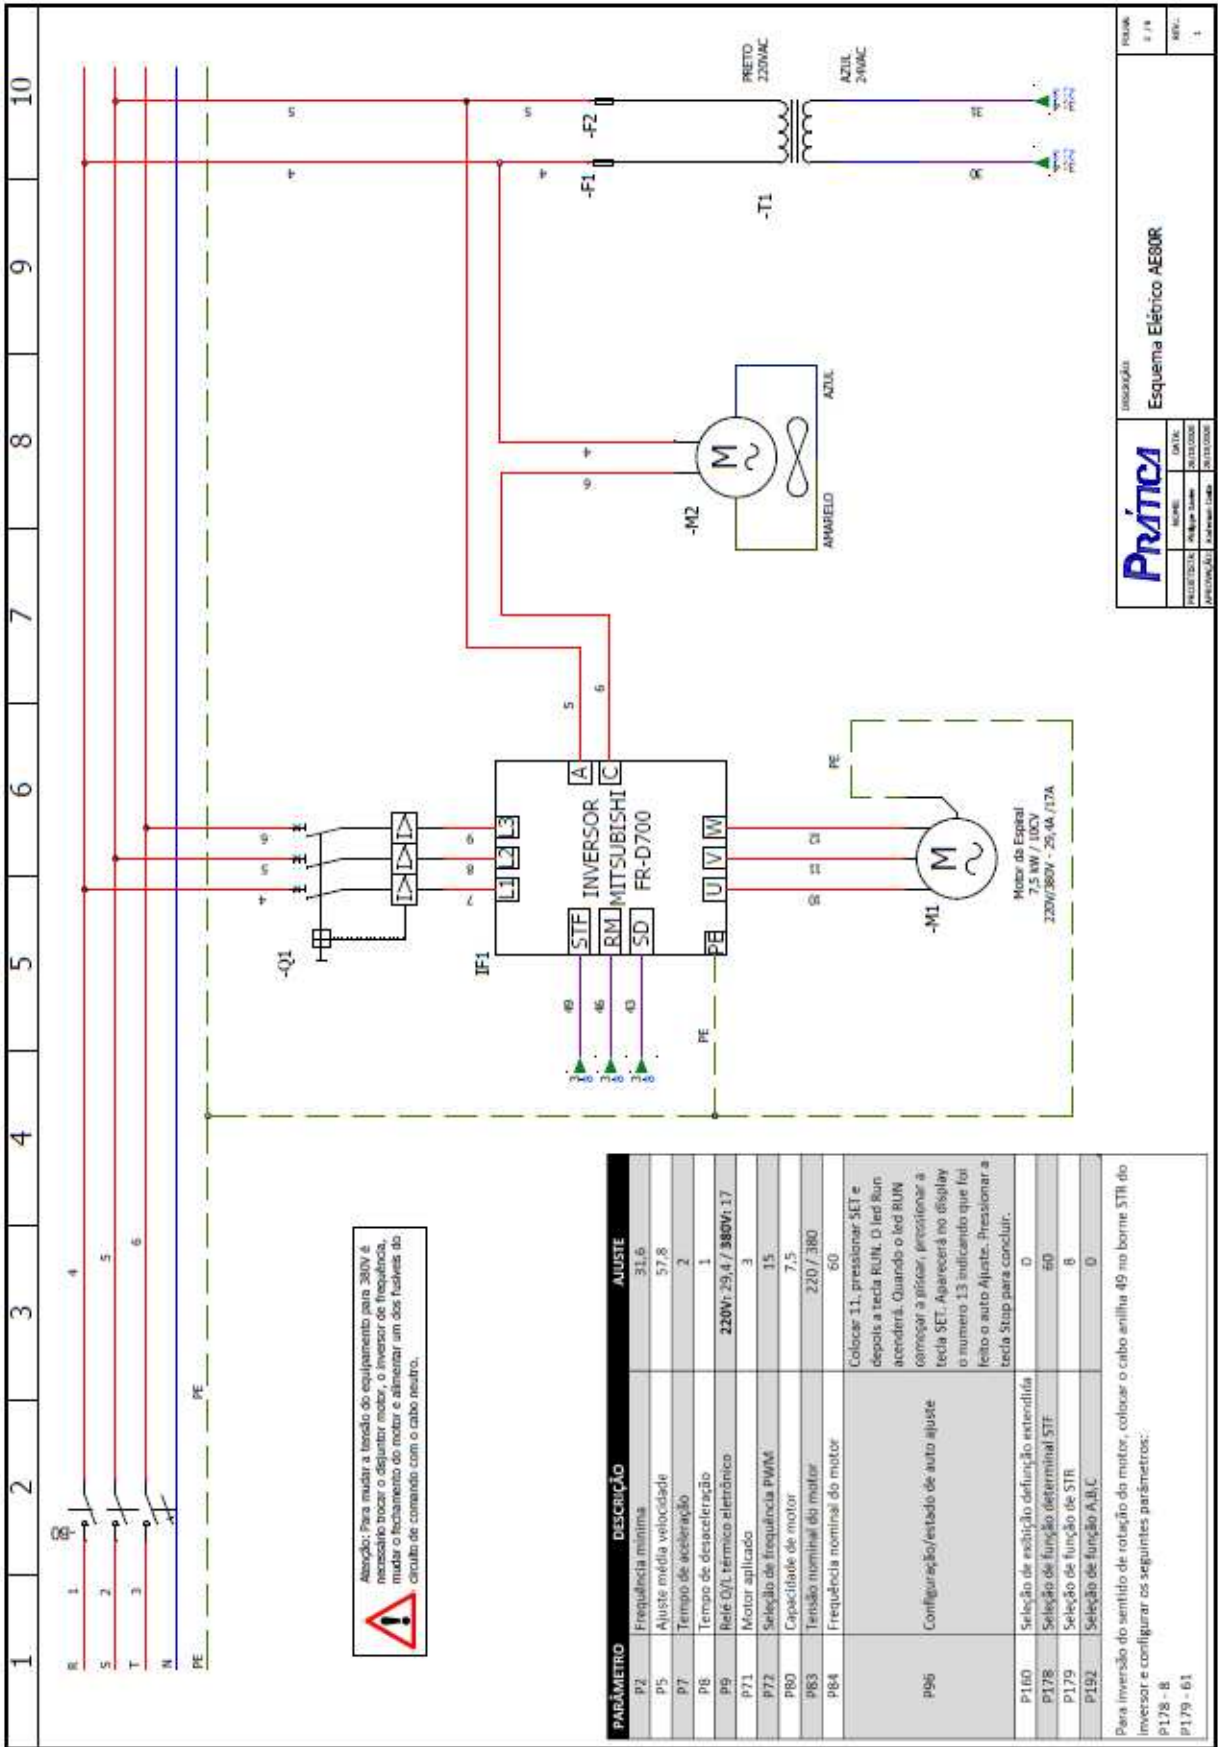 1 2 3 4 5 6 7 8 9 10
R 1 4
S 2 5
T 3 6
N
PE PE
Atenção: Para mudar a tensão do equipamento para 380V é
necessário trocar o disjuntor motor, o inversor de frequência,
mudar o fechamento do motor e alimentar um dos fusíveis do
circuito de comando com o cabo neutro.
-Q1
4 5 6
7 8 9
IF1
L1 L2 L3
STF
RM
SD
INVERSOR
MITSUBISHI
FR-D700
A
C
PE
U V W
49
46
43
5
6
PE
PE
10 11
-M1
M
Motor da Espiral
7,5 kW / 10CV
220V/380V - 29,4A /17A
6 4
-M2
M
AMARELO
AZUL
4 5
4 5
-F1 -F2
PRETO
220VAC
-T1
AZUL
24VAC
PARÂMETRO DESCRIÇÃO AJUSTE
P2 Frequência mínima 31,6
P5 Ajuste média velocidade 57,8
P7 Tempo de aceleração 2
P8 Tempo de desaceleração 1
P9 Relé O/L térmico eletrônico 220V: 29,4 / 380V: 17
P71 Motor aplicado 3
P72 Seleção de frequência PWM 15
P80 Capacidade de motor 7,5
P83 Tensão nominal do motor 220 / 380
P84 Frequência nominal do motor 60
P96 Configuração/estado de auto ajuste
Colocar 11, pressionar SET e
depois a tecla RUN. O led Run
acenderá. Quando o led RUN
começar a piscar, pressionar a
tecla SET. Aparecerá no display
o numero 13 indicando que foi
feito o auto Ajuste. Pressionar a
tecla Stop para concluir.
P160 Seleção de exibição defunção extendida 0
P178 Seleção de função determinal STF 60
P179 Seleção de função de STR 8
P192 Seleção de função A,B,C 0
Para inversão do sentido de rotação do motor, colocar o cabo anilha 49 no borne STR do
inversor e configurar os seguintes parâmetros:
P178 - 8
P179 - 61
PRÁTICA
NOME: DATA:
PROJETISTA:
APROVAÇÃO:
DESCRIÇÃO:
Esquema Elétrico AE80R
FOLHA:
REV.:
1